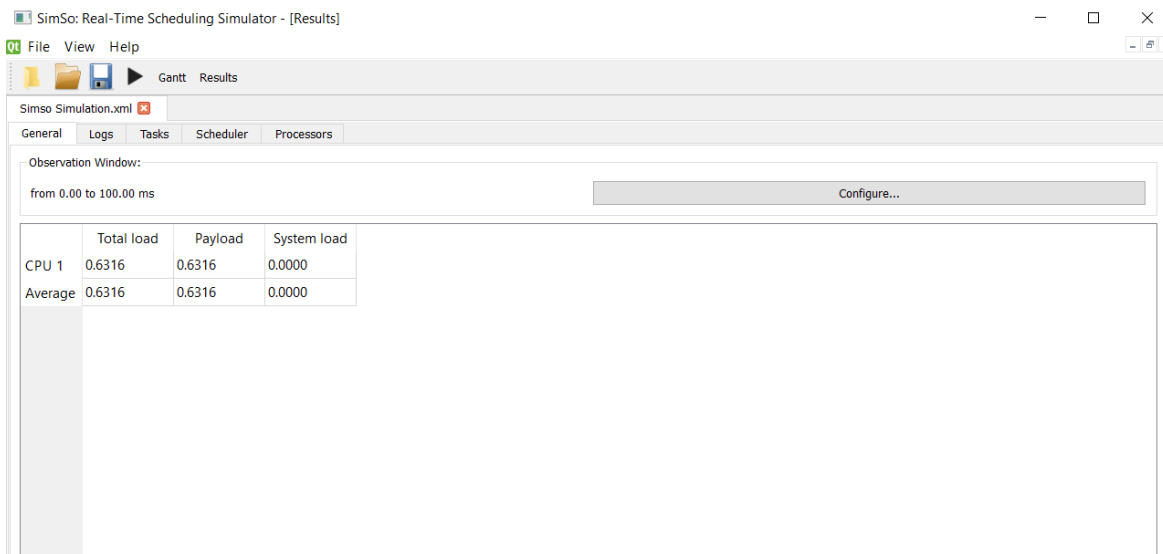 SimSo: Real-Time Scheduling Simulator - [Results]
Qt File View Help
Gantt Results
Simso Simulation.xml
General Logs Tasks Scheduler Processors
Observation Window:
from 0.00 to 100.00 ms Configure...
Total load Payload System load
CPU 1 0.6316 0.6316 0.0000
Average 0.6316 0.6316 0.0000